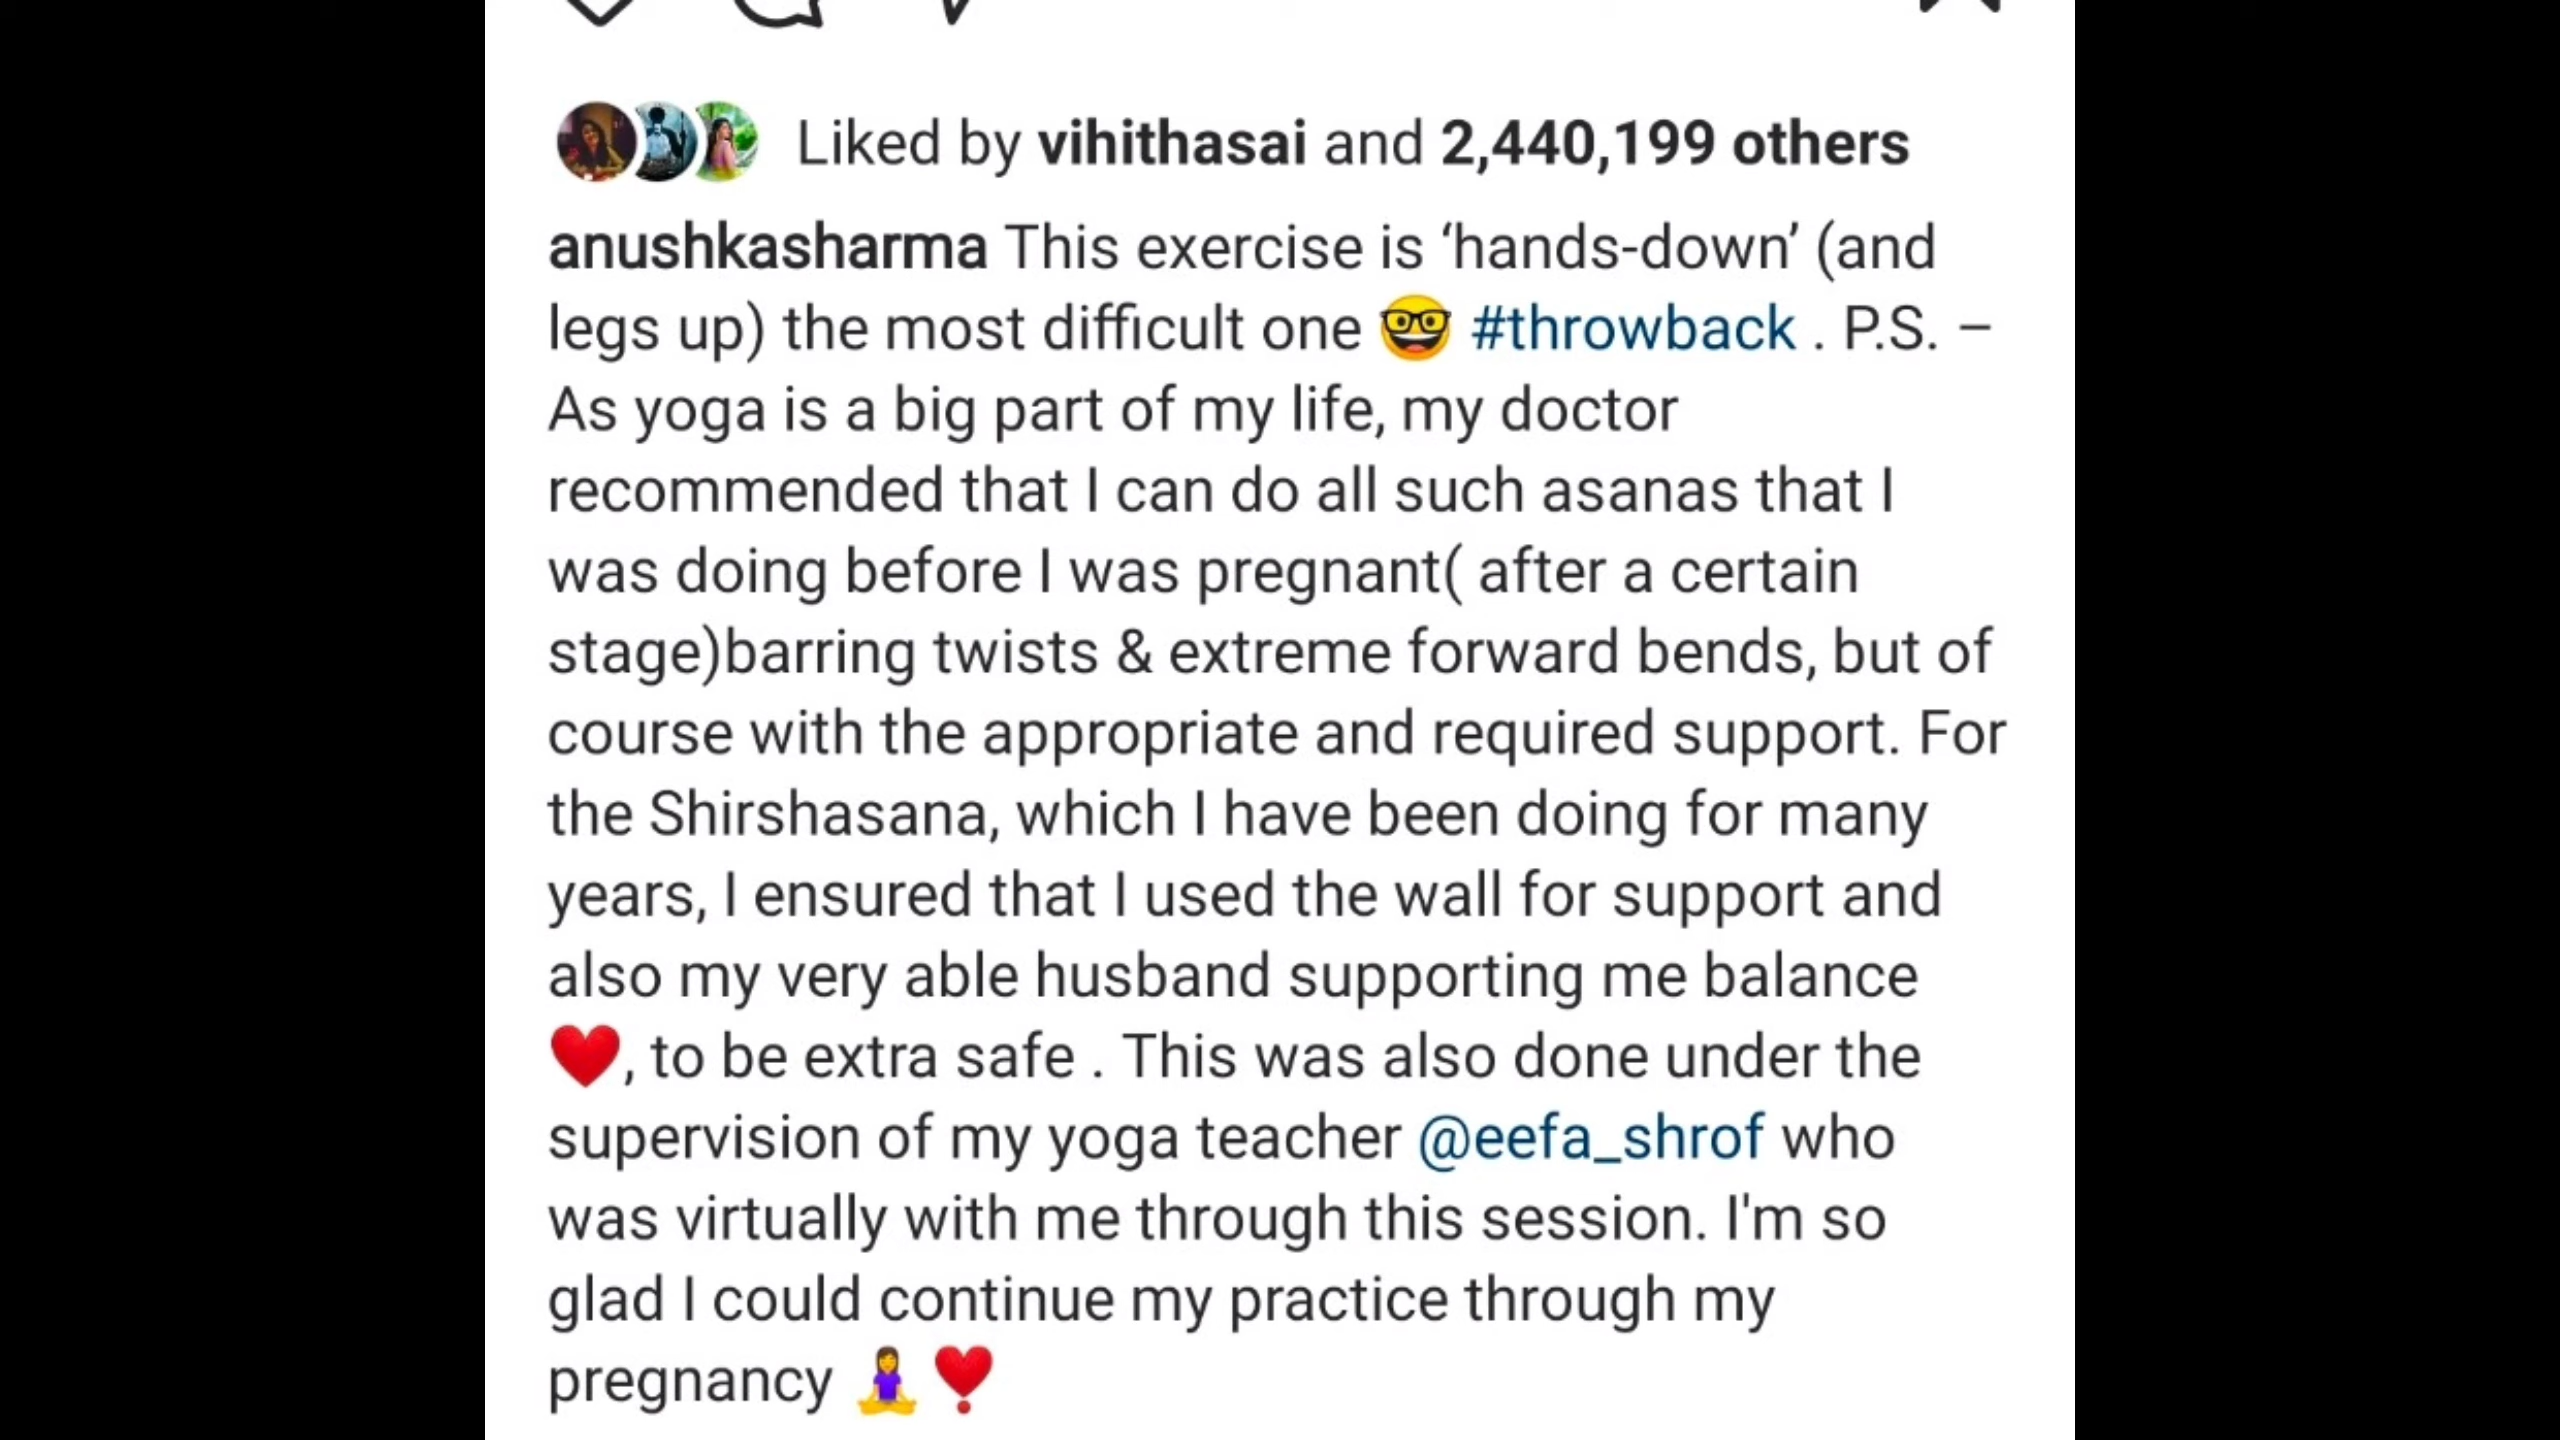 Liked by vihithasai and 2,440,199 others
anushkasharma This exercise is ‘hands-down’ (and
legs up) the most difficult one 🤓 #throwback . P.S. –
As yoga is a big part of my life, my doctor
recommended that I can do all such asanas that I
was doing before I was pregnant( after a certain
stage)barring twists & extreme forward bends, but of
course with the appropriate and required support. For
the Shirshasana, which I have been doing for many
years, I ensured that I used the wall for support and
also my very able husband supporting me balance
❤️, to be extra safe . This was also done under the
supervision of my yoga teacher @eefa_shrof who
was virtually with me through this session. I'm so
glad I could continue my practice through my
pregnancy 🧘‍♀️❣️